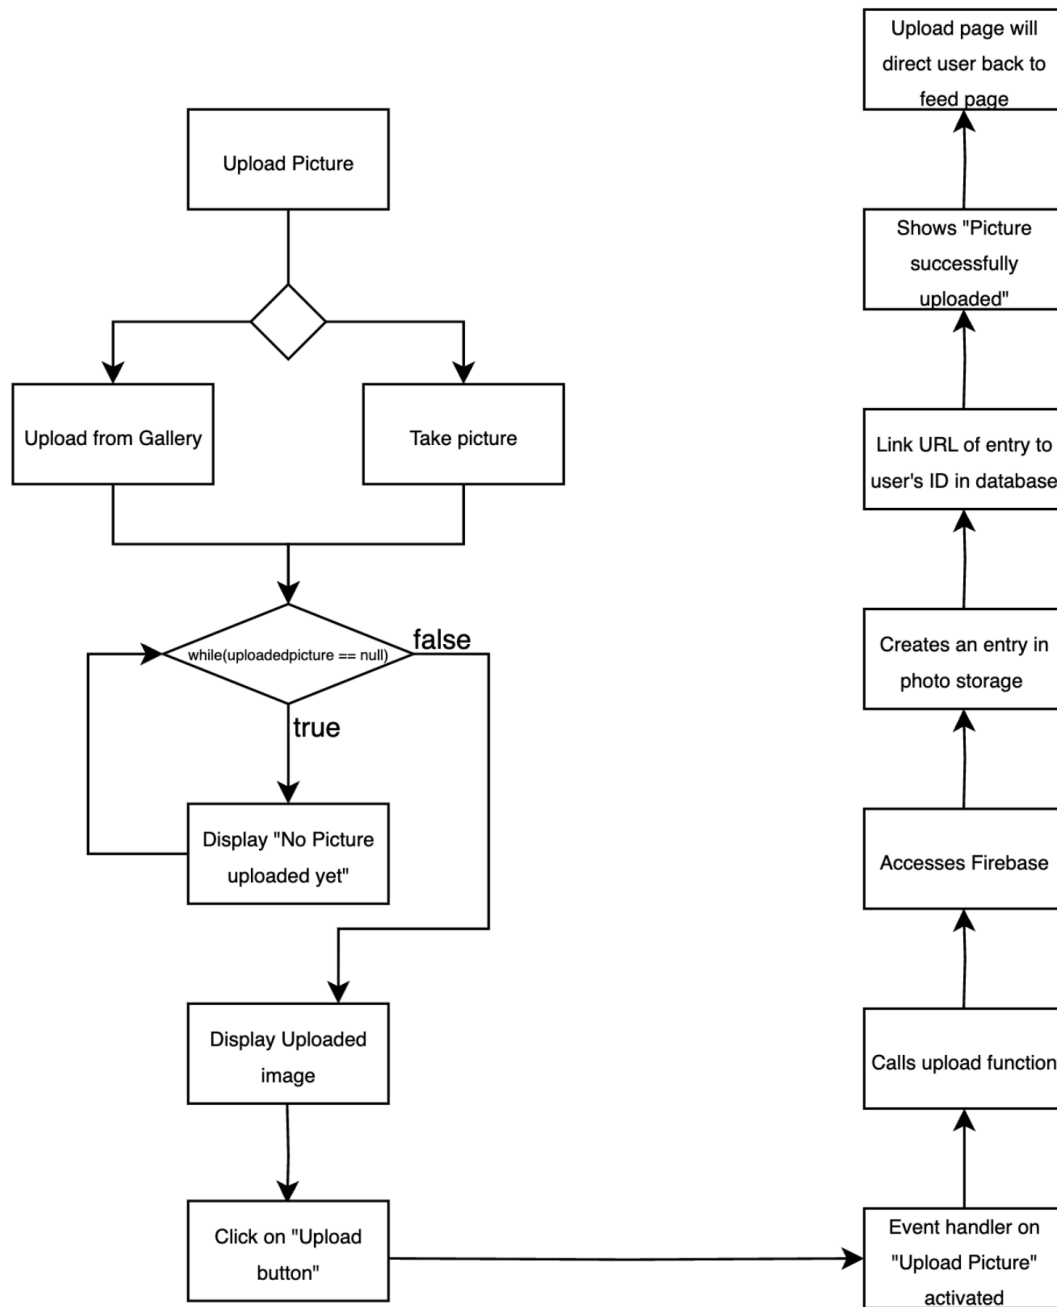 Upload Picture
Upload from Gallery
Take picture
while(uploadedpicture == null)
false
true
Display "No Picture
uploaded yet"
Display Uploaded
image
Click on "Upload
button"
Event handler on
"Upload Picture"
activated
Calls upload function
Accesses Firebase
Creates an entry in
photo storage
Link URL of entry to
user's ID in database
Shows "Picture
successfully
uploaded"
Upload page will
direct user back to
feed page